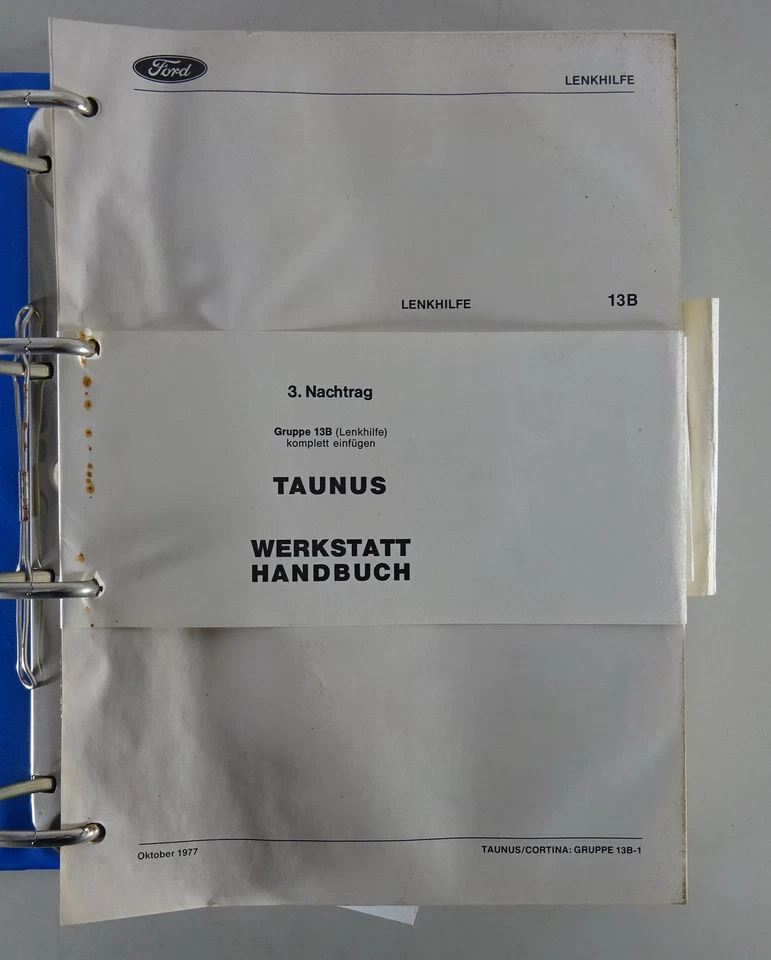 Ford
LENKHILFE
LENKHILFE 13B
3. Nachtrag
Gruppe 13B (Lenkhilfe)
komplett einfügen
TAUNUS
WERKSTATT
HANDBUCH
Oktober 1977
TAUNUS/CORTINA: GRUPPE 13B-1